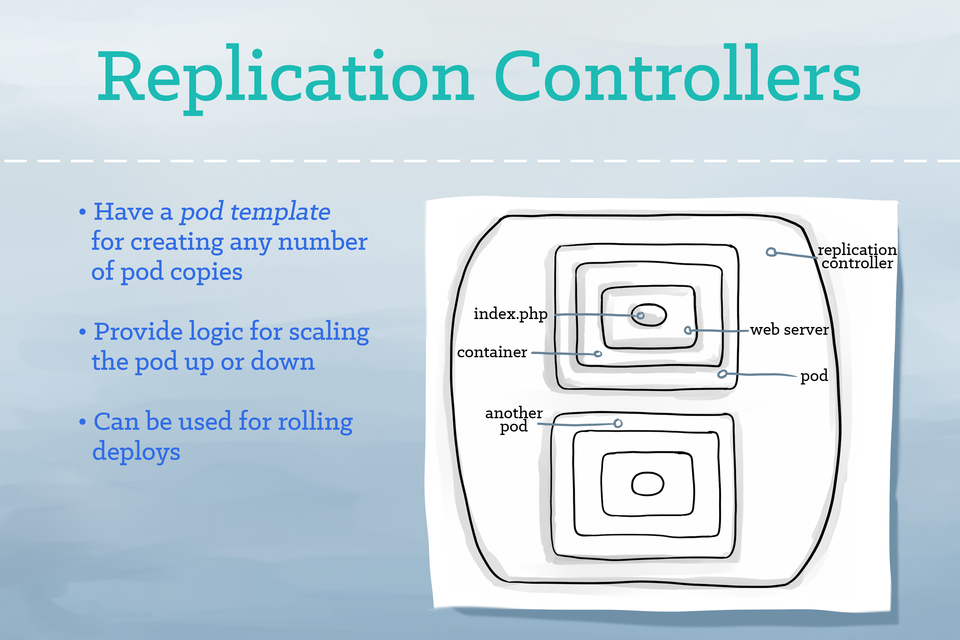 Replication Controllers
• Have a pod template
for creating any number
of pod copies
• Provide logic for scaling
the pod up or down
• Can be used for rolling
deploys
replication
controller
index.php
web server
container
pod
another
pod